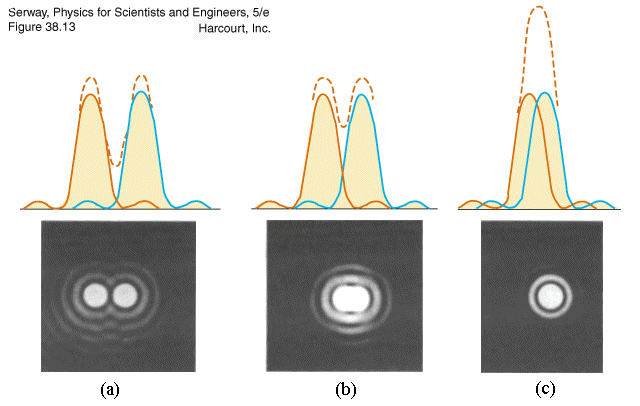 Serway, Physics for Scientists and Engineers, 5/e
Figure 38.13 Harcourt, Inc.
(a) (b) (c)